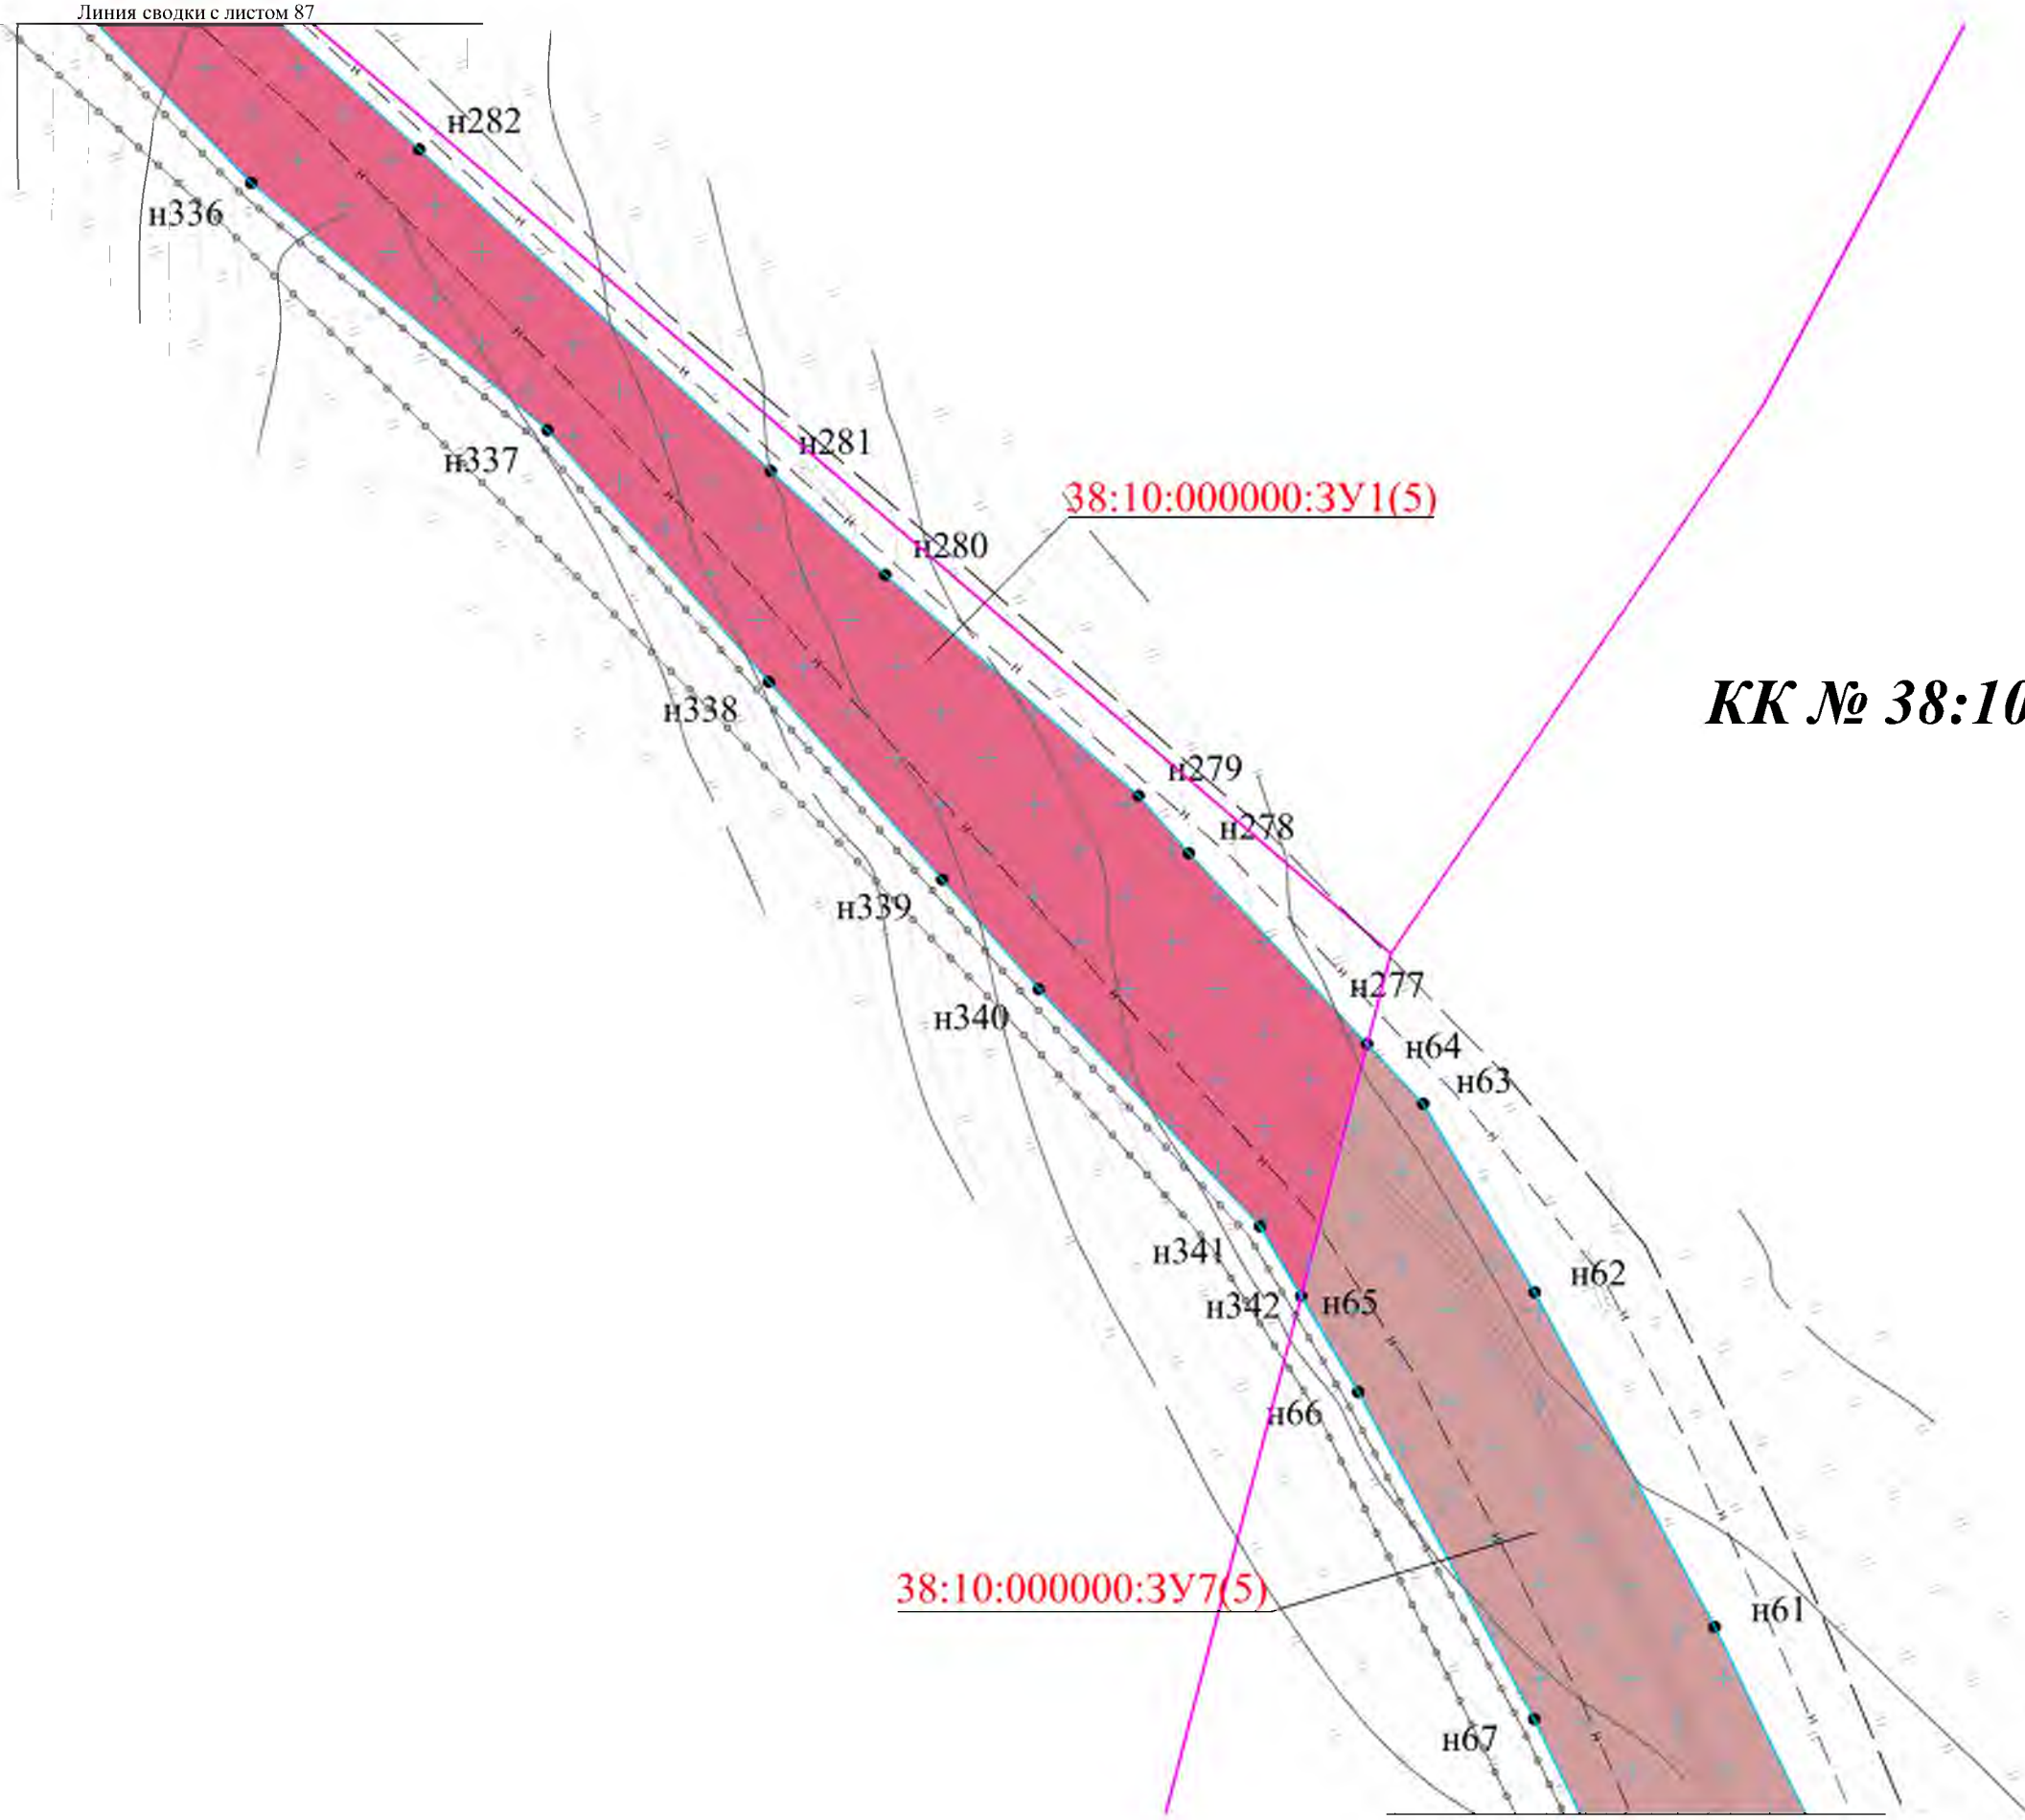 Линия сводки с листом 87
н282
н336
н281
н337
38:10:000000:ЗУ1(5)
н280
КК № 38:10
н338
н279
н278
н339
н277
н340
н64
н63
н341
н62
н342
н65
н66
38:10:000000:ЗУ7(5)
н61
н67